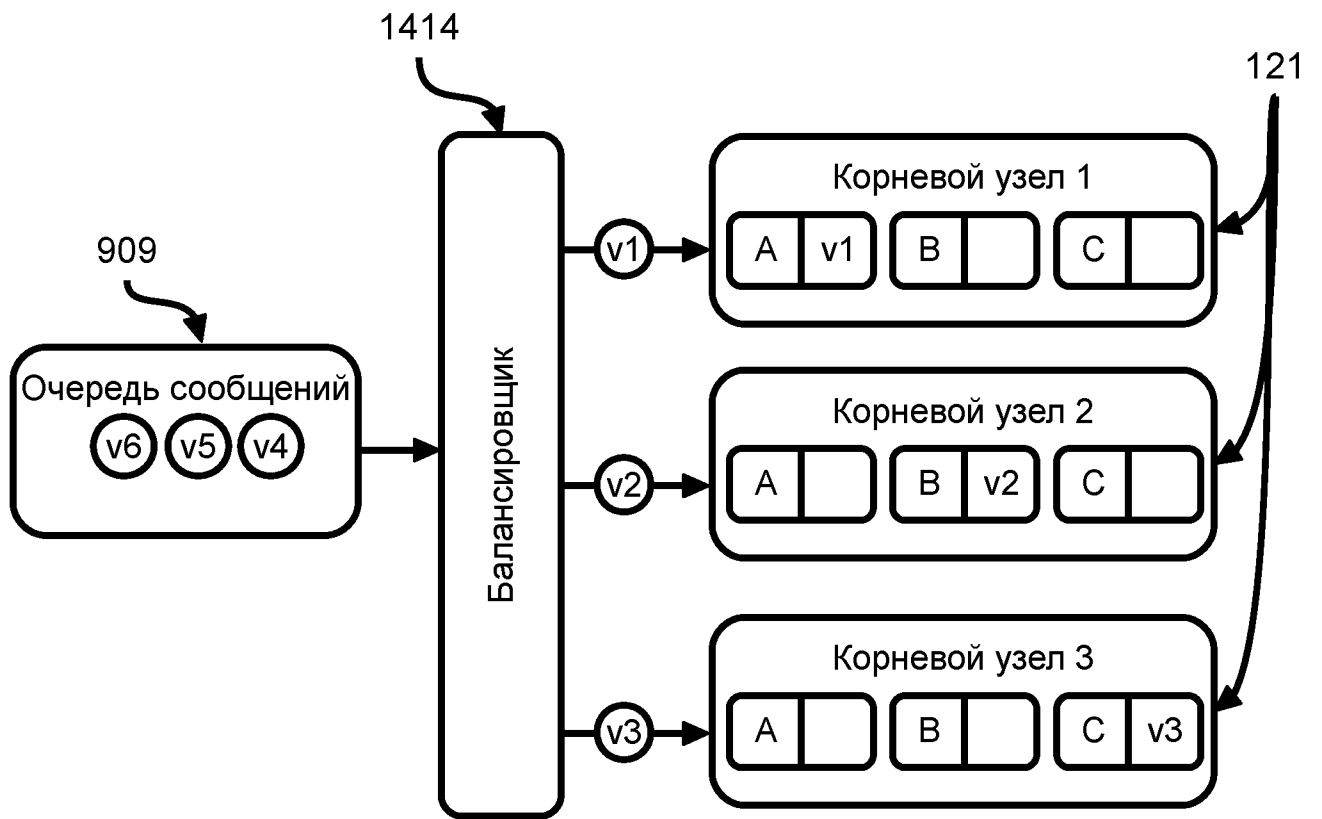 1414
121
909
Очередь сообщений
v6 v5 v4
Балансировщик
v1
Корневой узел 1
A v1 B C
v2
Корневой узел 2
A B v2 C
v3
Корневой узел 3
A B C v3